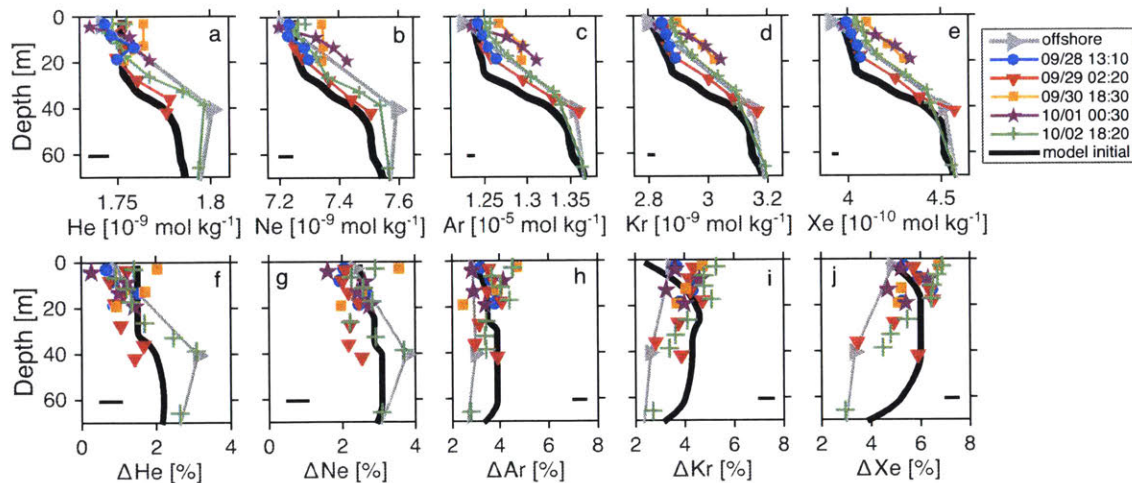 Depth [m]
0
20
40
60
a
b
c
d
e
1.75
1.8
7.2
7.4
7.6
1.25
1.3
1.35
2.8
3
3.2
4
4.5
He [10-9 mol kg-1]
Ne [10-9 mol kg-1]
Ar [10-5 mol kg-1]
Kr [10-9 mol kg-1]
Xe [10-10 mol kg-1]
offshore
09/28 13:10
09/29 02:20
09/30 18:30
10/01 00:30
10/02 18:20
model initial
Depth [m]
0
20
40
60
f
g
h
i
j
0
2
4
0
2
4
2
4
6
8
2
4
6
8
2
4
6
8
ΔHe [%]
ΔNe [%]
ΔAr [%]
ΔKr [%]
ΔXe [%]